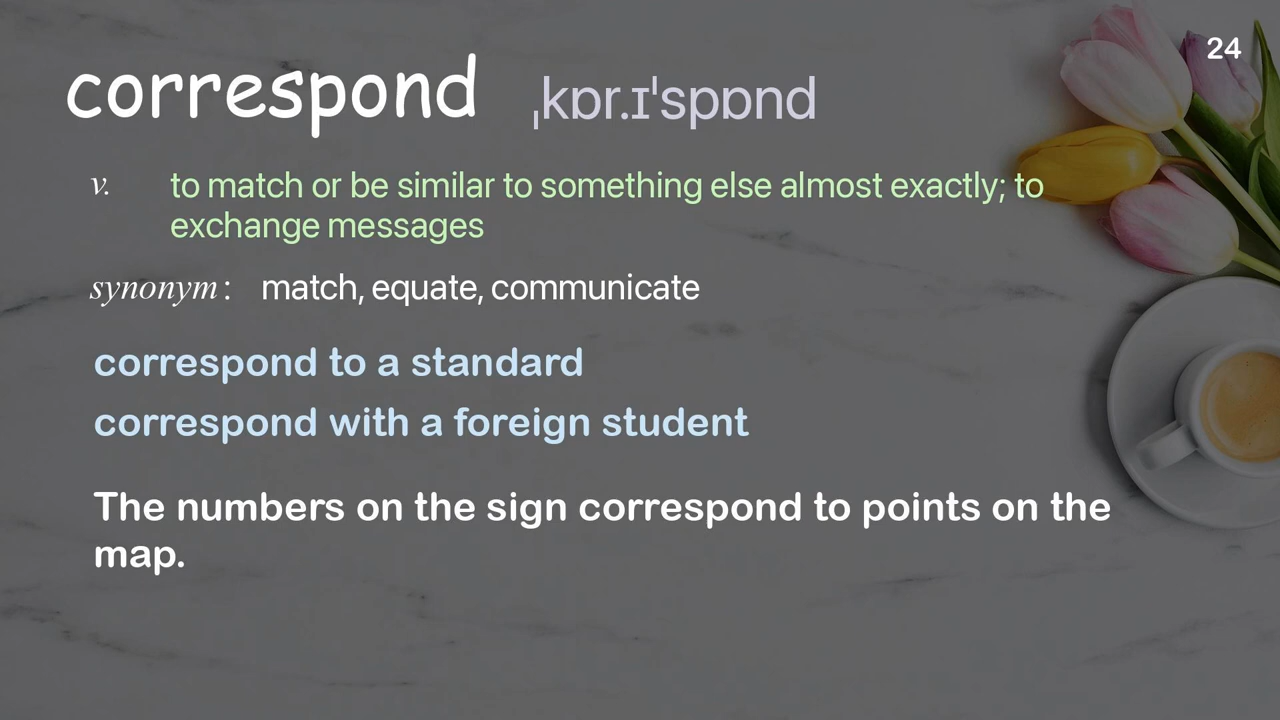 24
correspond ˌkɒr.ɪˈspɒnd
v. to match or be similar to something else almost exactly; to
exchange messages
synonym : match, equate, communicate
correspond to a standard
correspond with a foreign student
The numbers on the sign correspond to points on the
map.